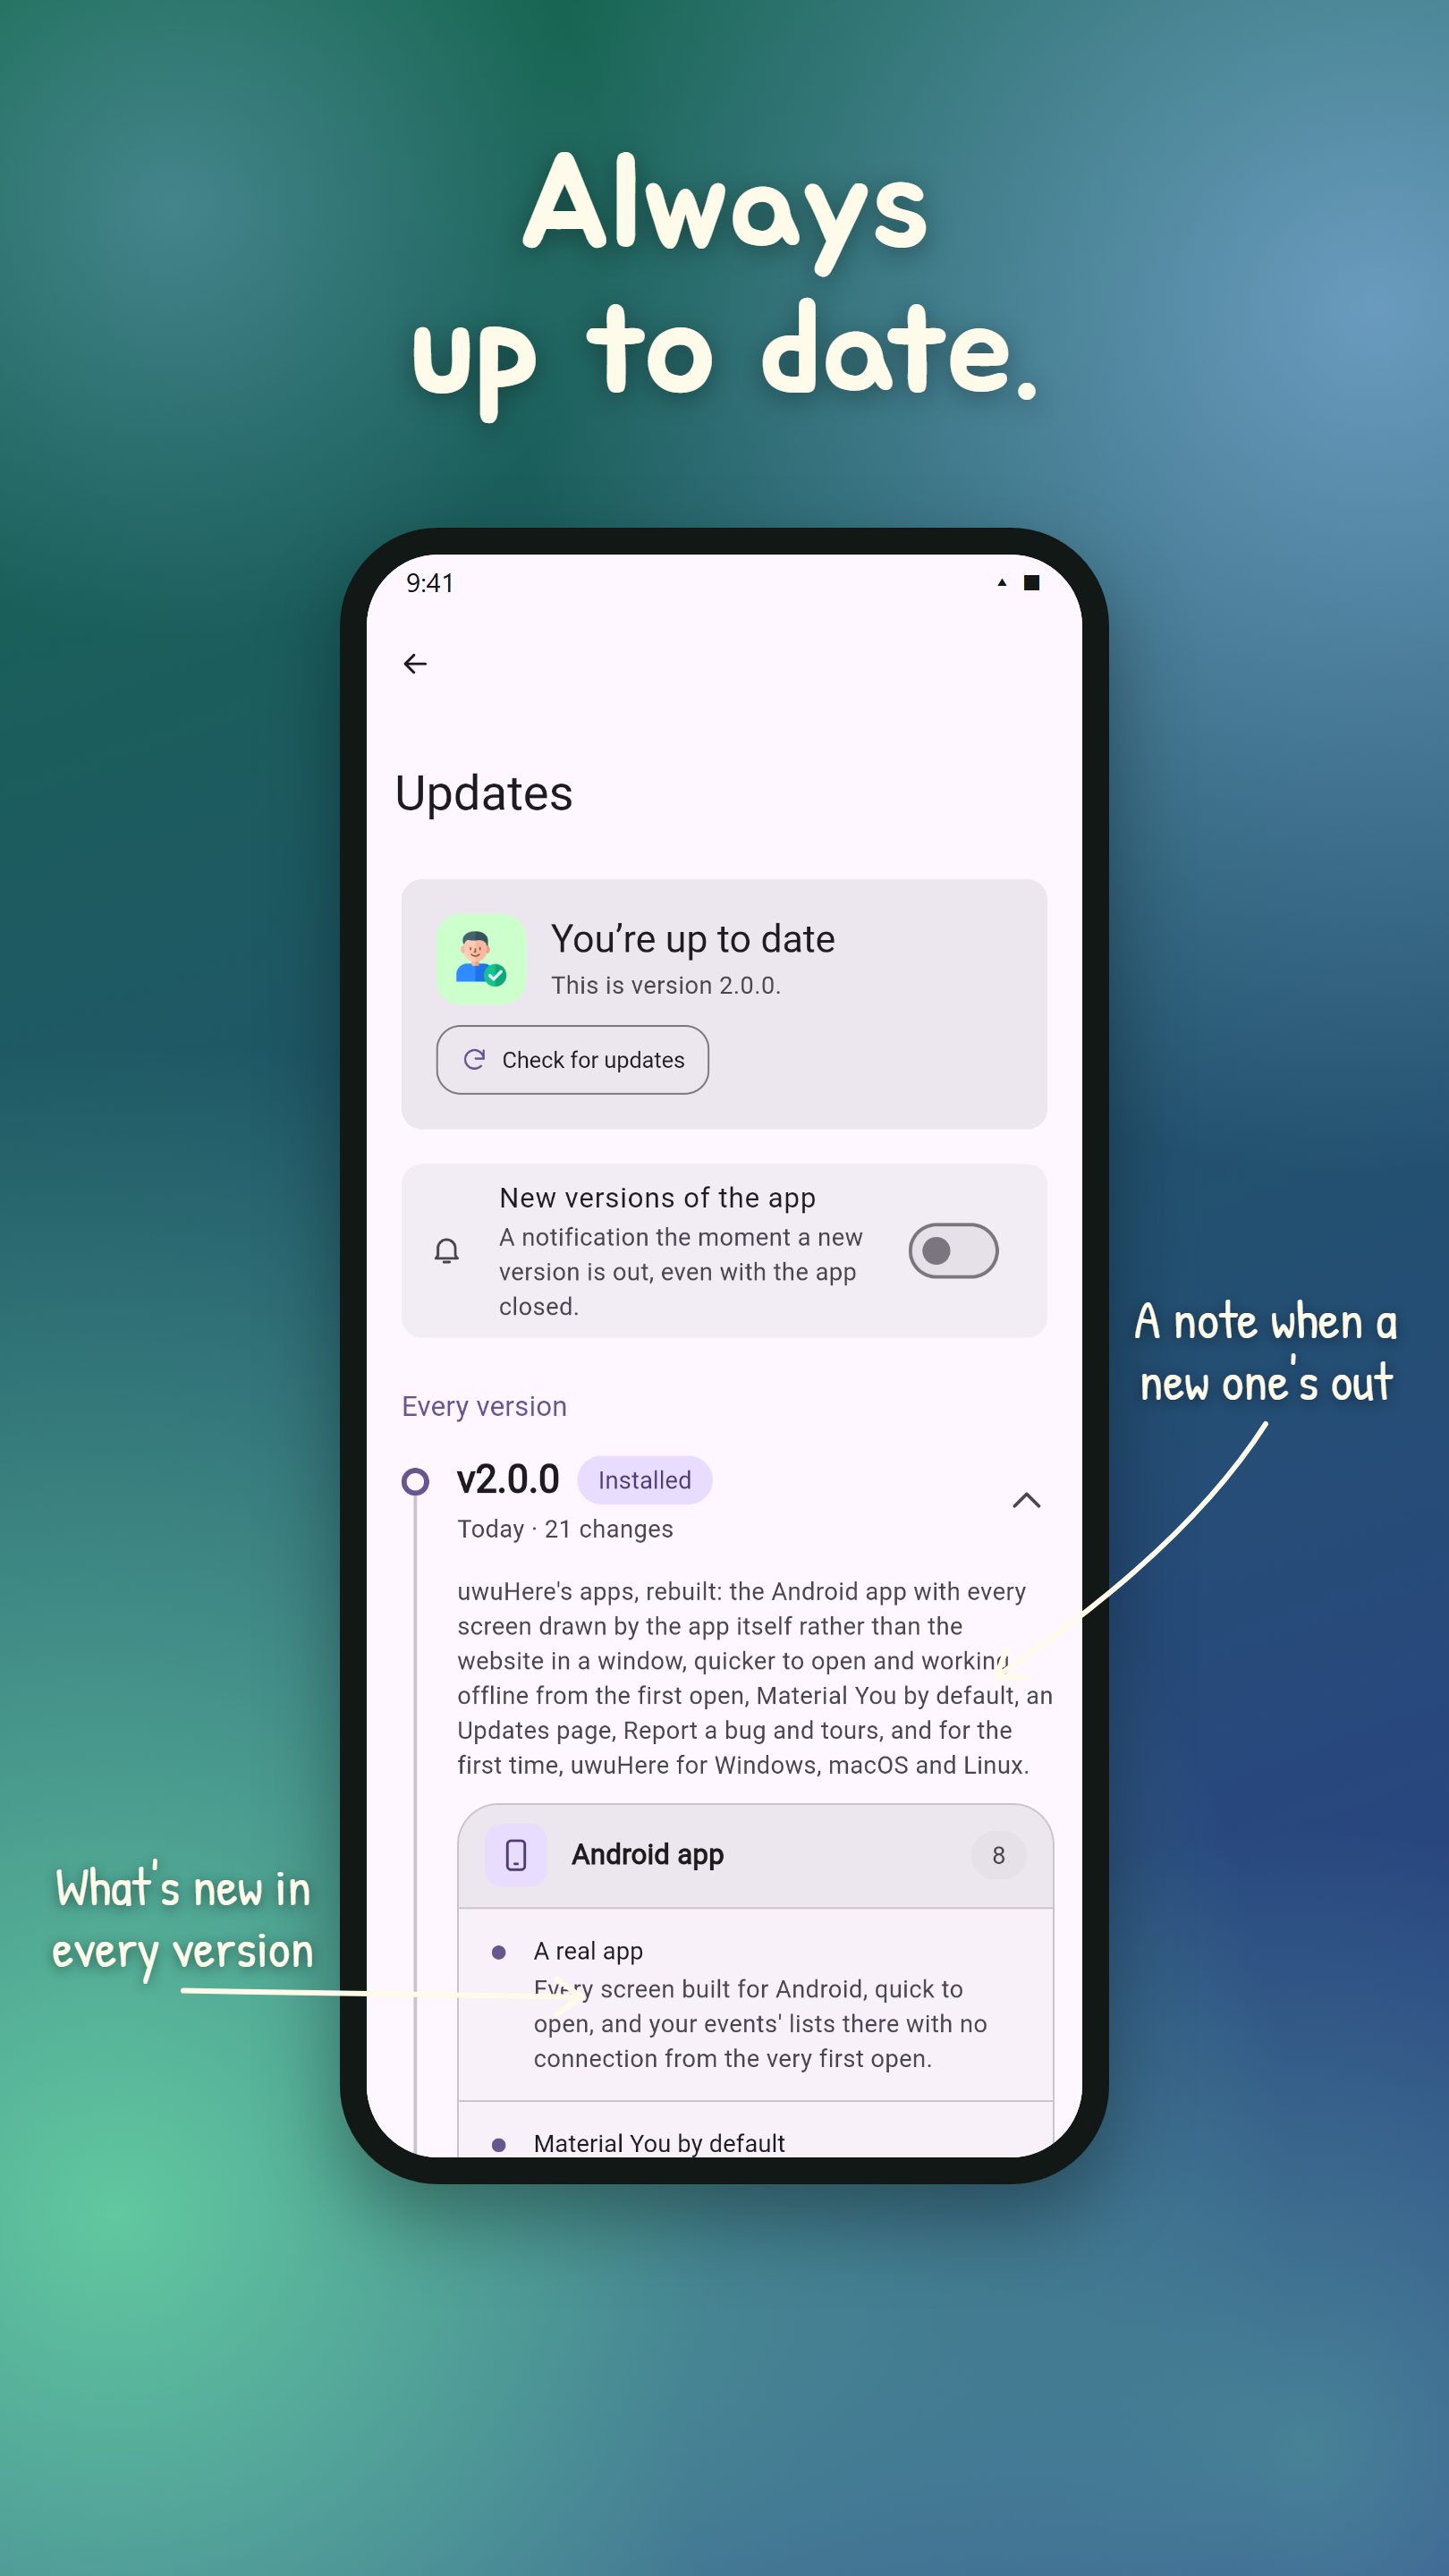 Always
up to date.
9:41
Updates
You’re up to date
This is version 2.0.0.
Check for updates
New versions of the app
A notification the moment a new
version is out, even with the app
closed.
A note when a
new one's out
Every version
v2.0.0 Installed
Today · 21 changes
uwuHere's apps, rebuilt: the Android app with every
screen drawn by the app itself rather than the
website in a window, quicker to open and working
offline from the first open, Material You by default, an
Updates page, Report a bug and tours, and for the
first time, uwuHere for Windows, macOS and Linux.
Android app 8
What's new in
every version
A real app
Every screen built for Android, quick to
open, and your events' lists there with no
connection from the very first open.
Material You by default